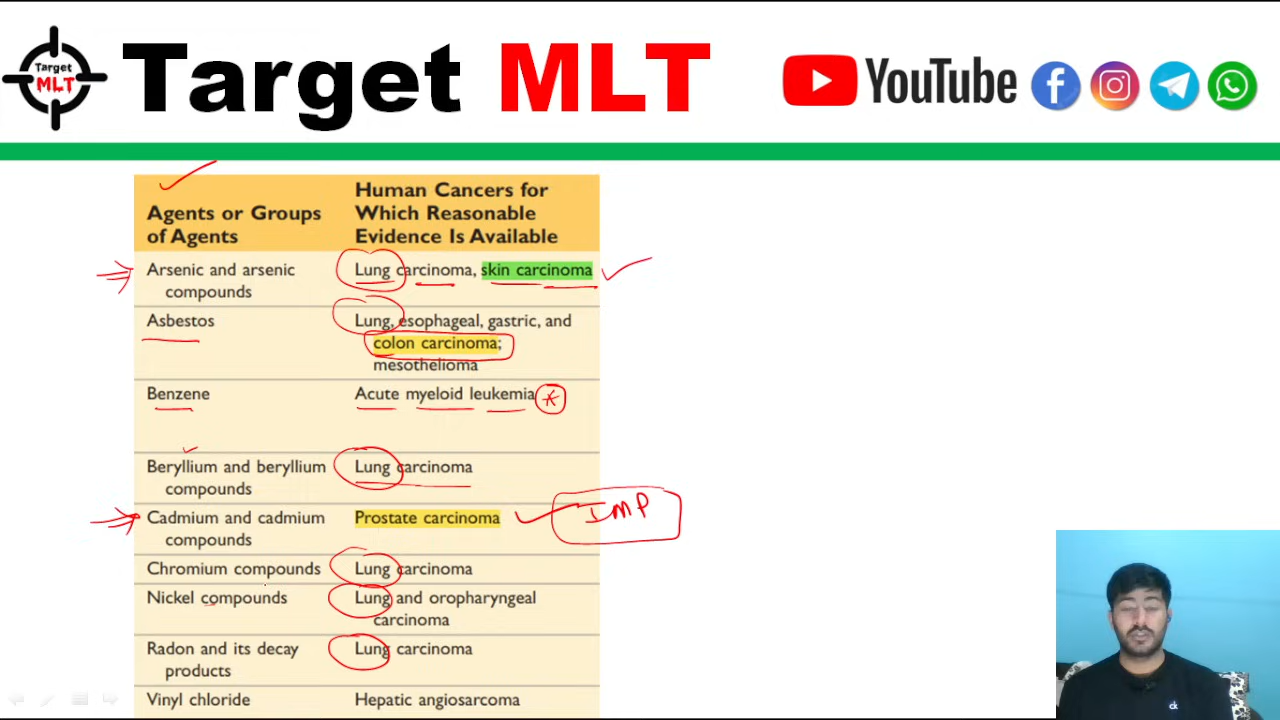 Target
MLT
Target MLT
YouTube
Agents or Groups
of Agents
Human Cancers for
Which Reasonable
Evidence Is Available
Arsenic and arsenic
compounds
Lung carcinoma, skin carcinoma
Asbestos
Lung, esophageal, gastric, and
colon carcinoma;
mesothelioma
Benzene
Acute myeloid leukemia
Beryllium and beryllium
compounds
Lung carcinoma
Cadmium and cadmium
compounds
Prostate carcinoma
IMP
Chromium compounds
Lung carcinoma
Nickel compounds
Lung and oropharyngeal
carcinoma
Radon and its decay
products
Lung carcinoma
Vinyl chloride
Hepatic angiosarcoma
ck